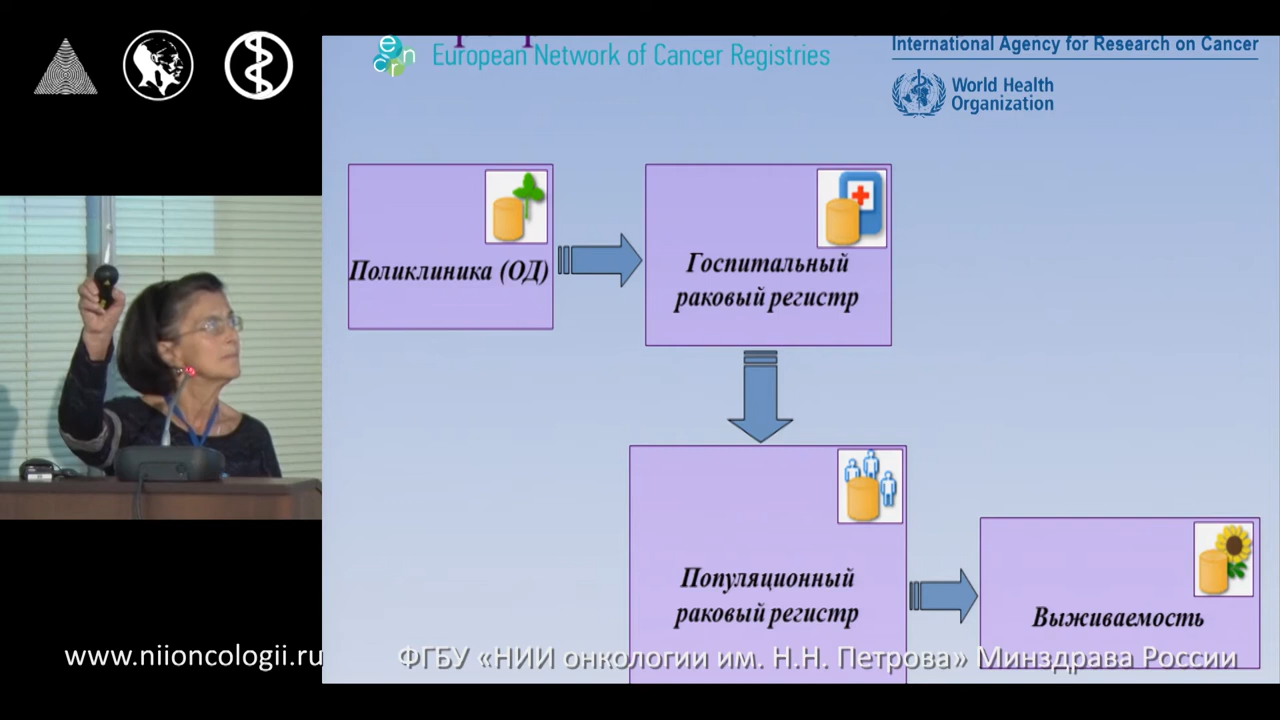 European Network of Cancer Registries
International Agency for Research on Cancer
World Health
Organization
Поликлиника (ОД)
Госпитальный
раковый регистр
Популяционный
раковый регистр
Выживаемость
www.niioncologii.ru
ФГБУ «НИИ онкологии им. Н.Н. Петрова» Минздрава России